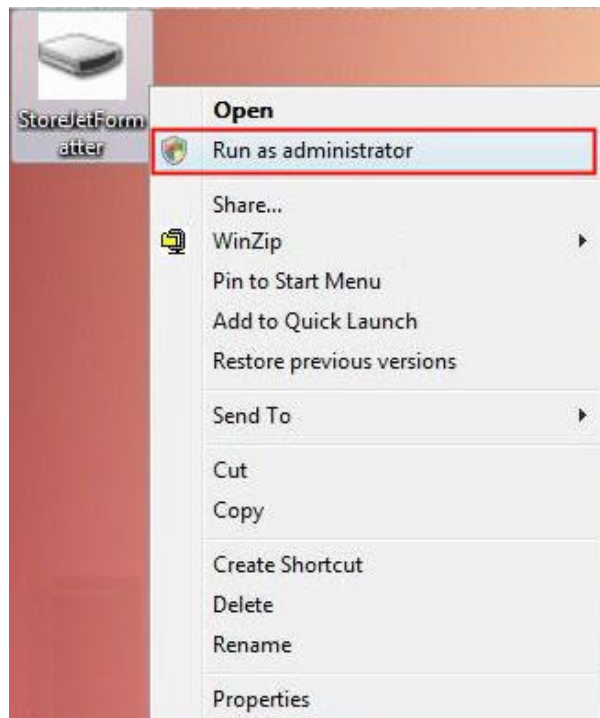 StoreJetForm
atter
Open
Run as administrator
Share...
WinZip
Pin to Start Menu
Add to Quick Launch
Restore previous versions
Send To
Cut
Copy
Create Shortcut
Delete
Rename
Properties